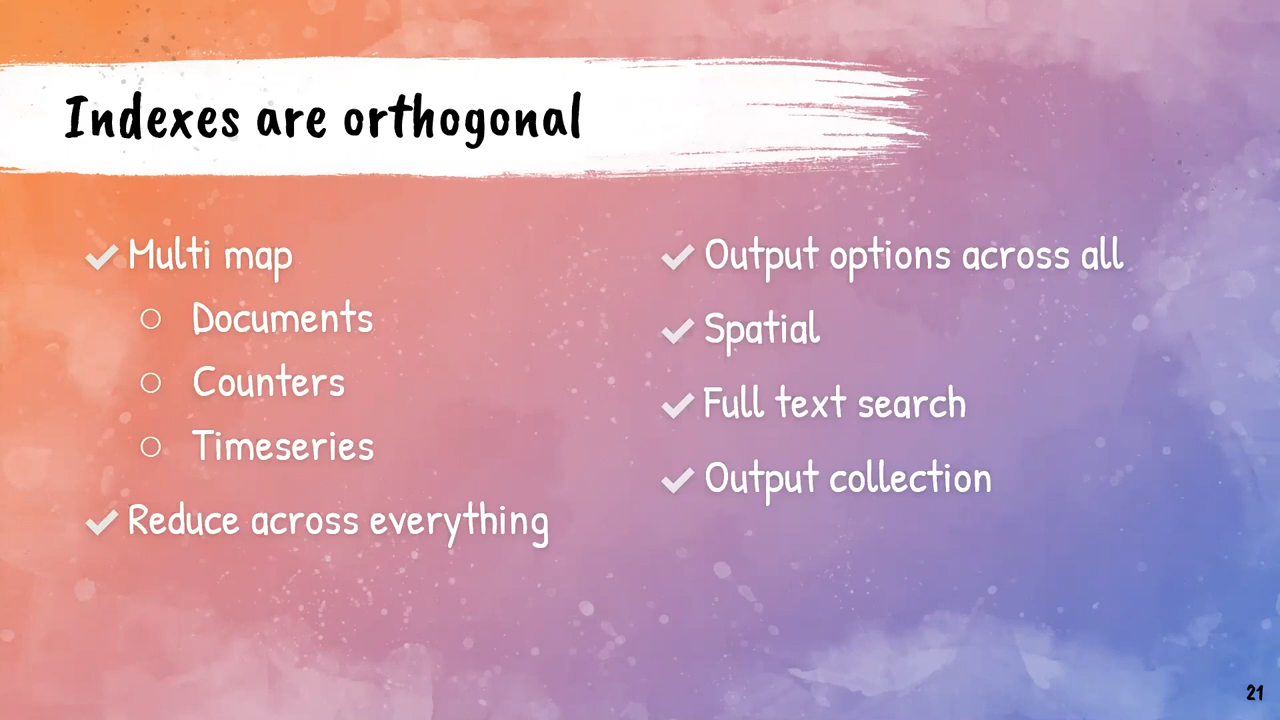 Indexes are orthogonal
✔ Multi map
○ Documents
○ Counters
○ Timeseries
✔ Reduce across everything
✔ Output options across all
✔ Spatial
✔ Full text search
✔ Output collection
21